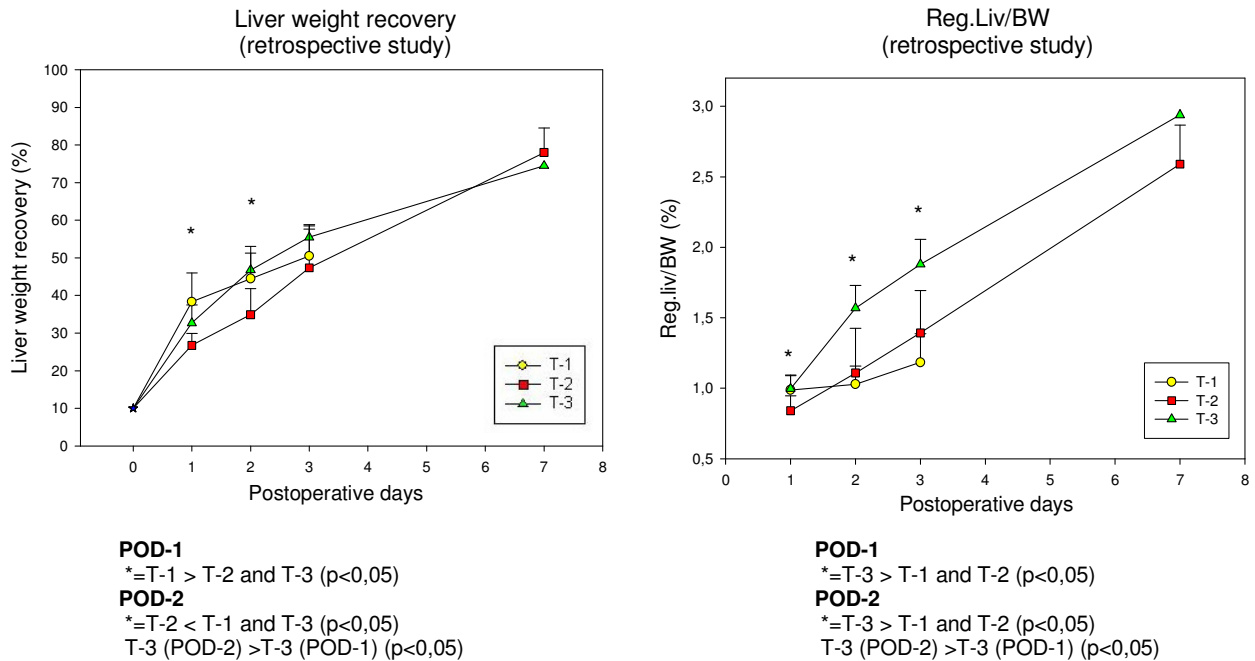 Liver weight recovery
(retrospective study)
Liver weight recovery (%)
100
90
80
70
60
50
40
30
20
10
0
*
*
T-1
T-2
T-3
0 1 2 3 4 5 6 7 8
Postoperative days
POD-1
*=T-1 > T-2 and T-3 (p<0,05)
POD-2
*=T-2 < T-1 and T-3 (p<0,05)
T-3 (POD-2) >T-3 (POD-1) (p<0,05)
Reg.Liv/BW
(retrospective study)
Reg.liv/BW (%)
3,0
2,5
2,0
1,5
1,0
0,5
*
*
*
T-1
T-2
T-3
0 1 2 3 4 5 6 7 8
Postoperative days
POD-1
*=T-3 > T-1 and T-2 (p<0,05)
POD-2
*=T-3 > T-1 and T-2 (p<0,05)
T-3 (POD-2) >T-3 (POD-1) (p<0,05)